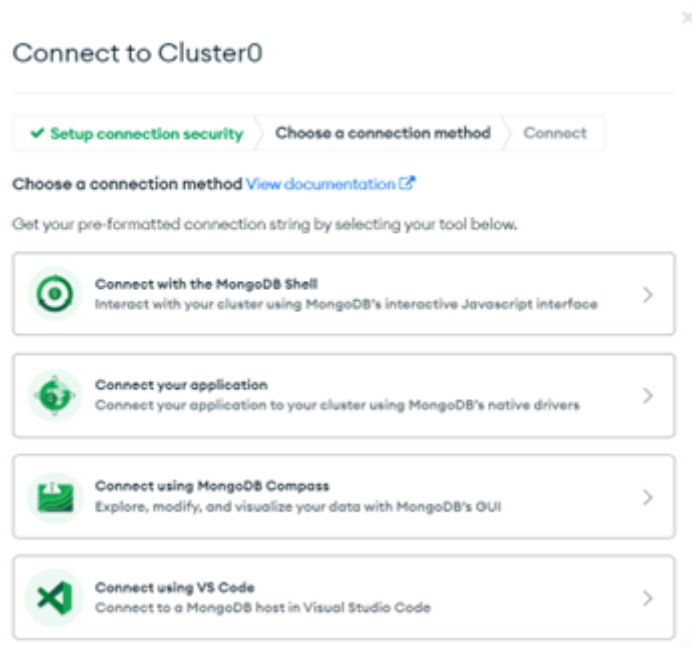 Connect to Cluster0
✔ Setup connection security Choose a connection method Connect
Choose a connection method View documentation
Get your pre-formatted connection string by selecting your tool below.
Connect with the MongoDB Shell
Interact with your cluster using MongoDB's interactive Javascript interface
Connect your application
Connect your application to your cluster using MongoDB's native drivers
Connect using MongoDB Compass
Explore, modify, and visualize your data with MongoDB's GUI
Connect using VS Code
Connect to a MongoDB host in Visual Studio Code